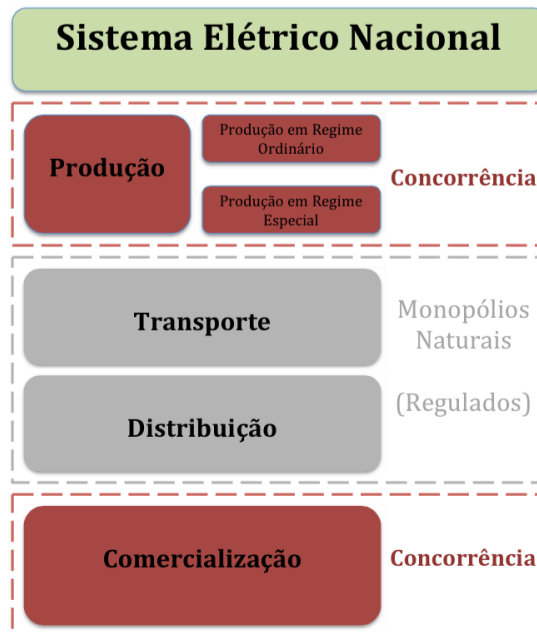 Sistema Elétrico Nacional
Produção
Produção em Regime
Ordinário
Produção em Regime
Especial
Concorrência
Transporte
Distribuição
Monopólios
Naturais
(Regulados)
Comercialização
Concorrência